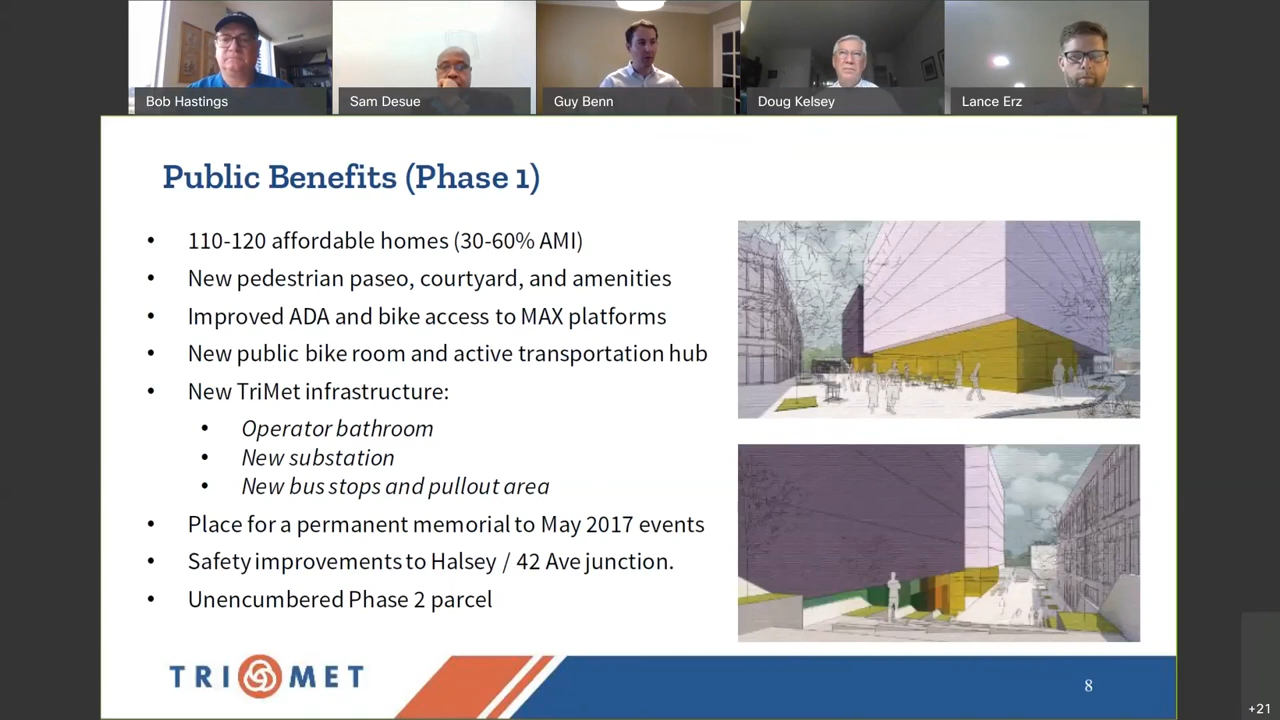 Bob Hastings
Sam Desue
Guy Benn
Doug Kelsey
Lance Erz
Public Benefits (Phase 1)
• 110-120 affordable homes (30-60% AMI)
• New pedestrian paseo, courtyard, and amenities
• Improved ADA and bike access to MAX platforms
• New public bike room and active transportation hub
• New TriMet infrastructure:
• Operator bathroom
• New substation
• New bus stops and pullout area
• Place for a permanent memorial to May 2017 events
• Safety improvements to Halsey / 42 Ave junction.
• Unencumbered Phase 2 parcel
TRI MET
8
+21